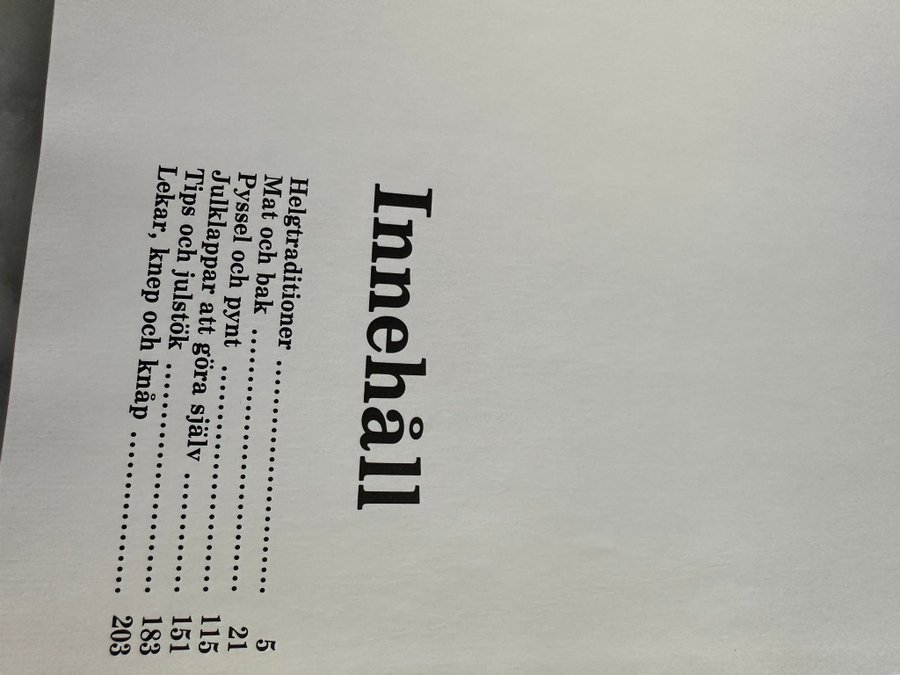 Innehåll
Helgtraditioner ........................ 5
Mat och bak ........................... 21
Pyssel och pynt ....................... 115
Julklappar att göra själv ............ 151
Tips och julstök ....................... 183
Lekar, knep och knåp ................ 203